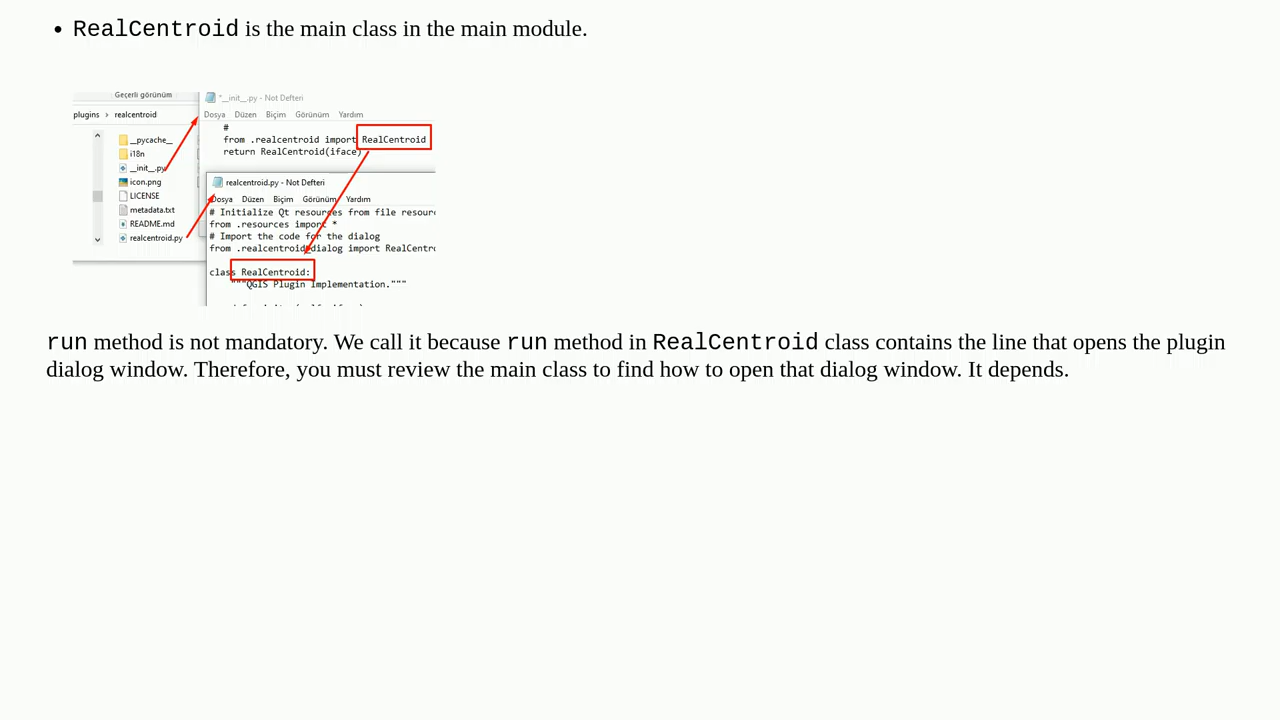 • RealCentroid is the main class in the main module.
Geçerli görünüm
plugins > realcentroid
__pycache__
i18n
__init__.py
icon.png
LICENSE
metadata.txt
README.md
realcentroid.py
*__init__.py - Not Defteri
Dosya Düzen Biçim Görünüm Yardım
#
from .realcentroid import RealCentroid
return RealCentroid(iface)
realcentroid.py - Not Defteri
Dosya Düzen Biçim Görünüm Yardım
# Initialize Qt resources from file resour
from .resources import *
# Import the code for the dialog
from .realcentroid_dialog import RealCentr
class RealCentroid:
"""QGIS Plugin Implementation."""
run method is not mandatory. We call it because run method in RealCentroid class contains the line that opens the plugin
dialog window. Therefore, you must review the main class to find how to open that dialog window. It depends.